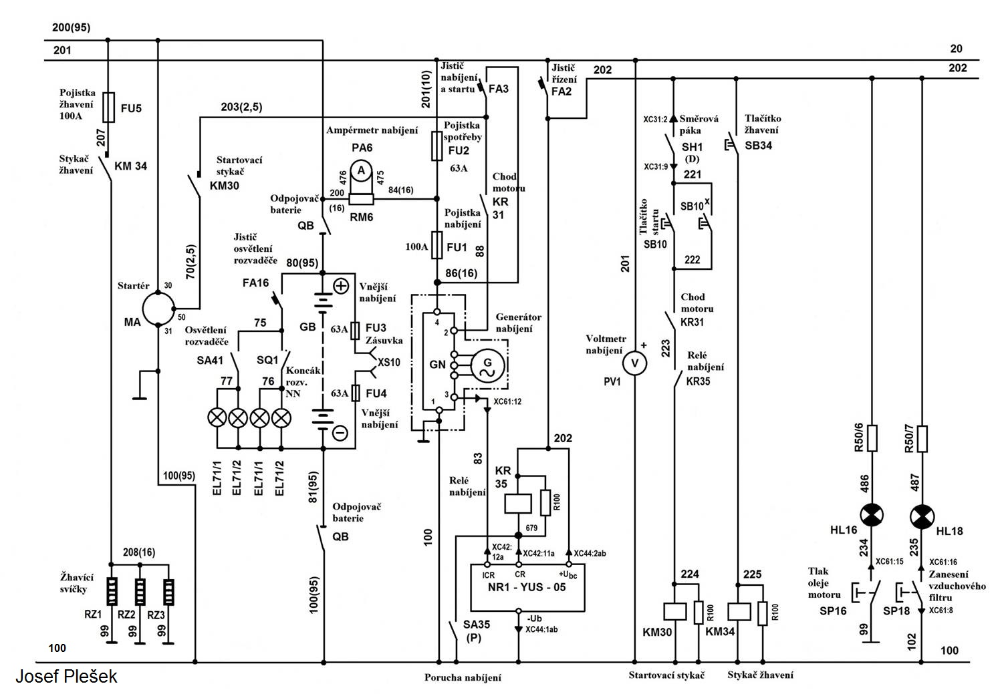 200(95)
201
20
202
202
Pojistka
žhavení
100A
FU5
207
Stykač
žhavení
KM 34
203(2,5)
Startovací
stykač
KM30
70(2,5)
Startér
MA
30
50
31
100(95)
208(16)
Žhavící
svíčky
RZ1
RZ2
RZ3
99
99
99
Ampérmetr nabíjení
PA6
A
476
475
200
(16)
84(16)
RM6
Odpojovač
baterie
QB
Jistič
osvětlení
rozvaděče
FA16
80(95)
75
Osvětlení
rozvaděče
SA41
SQ1
Koncák
rozv.
NN
77
76
EL71/1
EL71/2
EL71/1
EL71/2
GB
Vnější
nabíjení
63A
FU3
Zásuvka
XS10
63A
FU4
Vnější
nabíjení
81(95)
Odpojovač
baterie
QB
100(95)
201(10)
Jistič
nabíjení
a startu
FA3
Pojistka
spotřeby
FU2
63A
Chod
motoru
KR
31
Pojistka
nabíjení
100A
FU1
88
86(16)
Generátor
nabíjení
4
2
GN
G
3
1
XC61:12
83
100
Relé
nabíjení
KR
35
R100
679
202
XC42:
12a
XC42:11a
XC44:2ab
ICR
CR
+Ubc
NR1 - YUS - 05
-Ub
XC44:1ab
SA35
(P)
Porucha nabíjení
Jistič
řízení
FA2
201
Voltmetr
nabíjení
+
V
PV1
XC31:2
Směrová
páka
SH1
(D)
XC31:9
221
Tlačítko
startu
SB10
SB10x
222
Chod
motoru
KR31
223
Relé
nabíjení
KR35
224
KM30
R100
Startovací stykač
Tlačítko
žhavení
SB34
225
KM34
R100
Stykač žhavení
R50/6
R50/7
486
487
HL16
HL18
234
235
XC61:15
XC61:16
Tlak
oleje
motoru
SP16
99
Zanesení
vzduchového
filtru
SP18
XC61:8
102
100
100
Josef Plešek